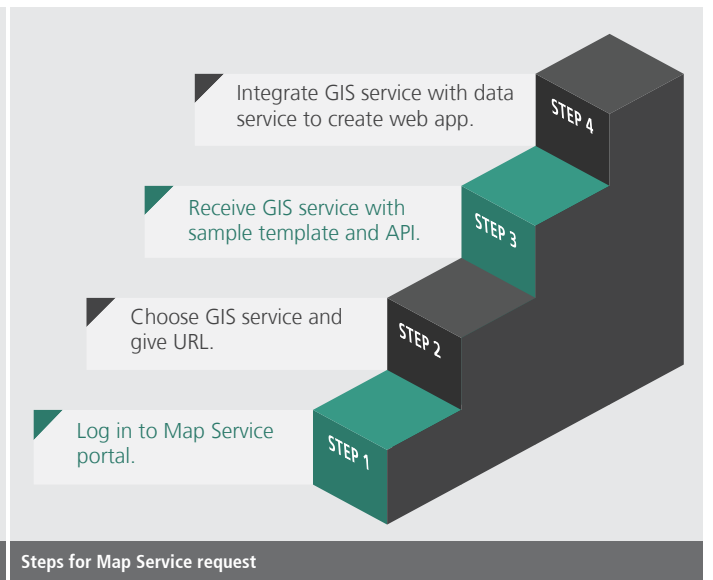 Integrate GIS service with data
service to create web app.
STEP 4
Receive GIS service with
sample template and API.
STEP 3
Choose GIS service and
give URL.
STEP 2
Log in to Map Service
portal.
STEP 1
Steps for Map Service request